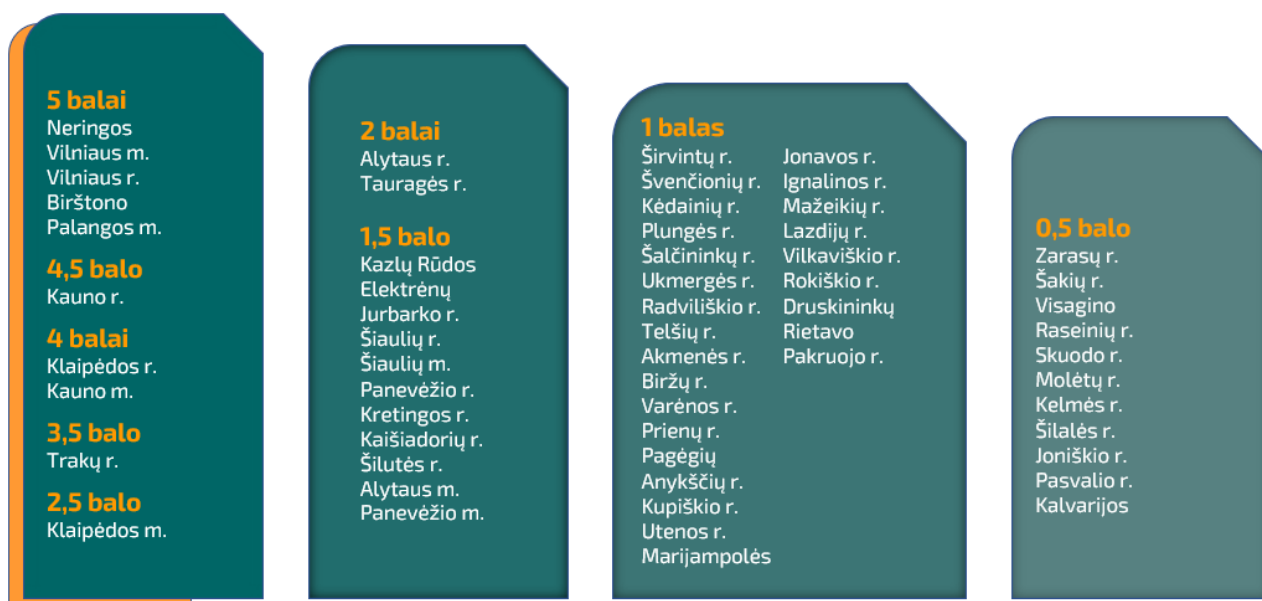 5 balai
Neringos
Vilniaus m.
Vilniaus r.
Birštono
Palangos m.
4,5 balo
Kauno r.
4 balai
Klaipėdos r.
Kauno m.
3,5 balo
Trakų r.
2,5 balo
Klaipėdos m.
2 balai
Alytaus r.
Tauragės r.
1,5 balo
Kazlų Rūdos
Elektrėnų
Jurbarko r.
Šiaulių r.
Šiaulių m.
Panevėžio r.
Kretingos r.
Kaišiadorių r.
Šilutės r.
Alytaus m.
Panevėžio m.
1 balas
Širvintų r.
Švenčionių r.
Kėdainių r.
Plungės r.
Šalčininkų r.
Ukmergės r.
Radviliškio r.
Telšių r.
Akmenės r.
Biržų r.
Varėnos r.
Prienų r.
Pagėgių
Anykščių r.
Kupiškio r.
Utenos r.
Marijampolės
Jonavos r.
Ignalinos r.
Mažeikių r.
Lazdijų r.
Vilkaviškio r.
Rokiškio r.
Druskininkų
Rietavo
Pakruojo r.
0,5 balo
Zarasų r.
Šakių r.
Visagino
Raseinių r.
Skuodo r.
Molėtų r.
Kelmės r.
Šilalės r.
Joniškio r.
Pasvalio r.
Kalvarijos